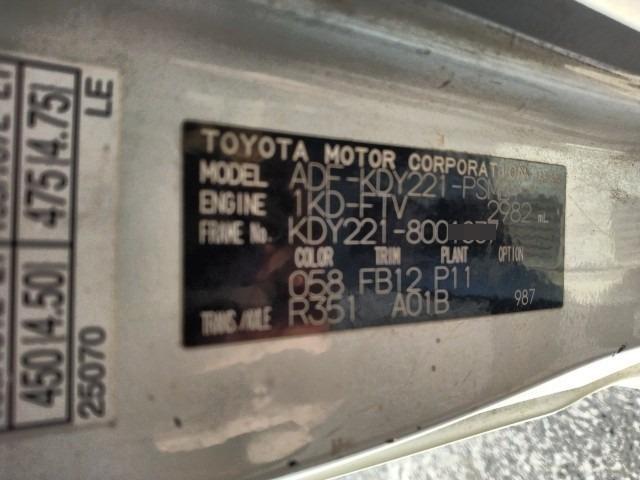 TOYOTA MOTOR CORPORATION
MODEL ADF-KDY221-PSM
ENGINE 1KD-FTV 2982 mL
FRAME No. KDY221-800
COLOR TRIM PLANT OPTION
058 FB12 P11
TRANS/AXLE R351 A01B 987
450(4.50)
475(4.75)
25070
LE